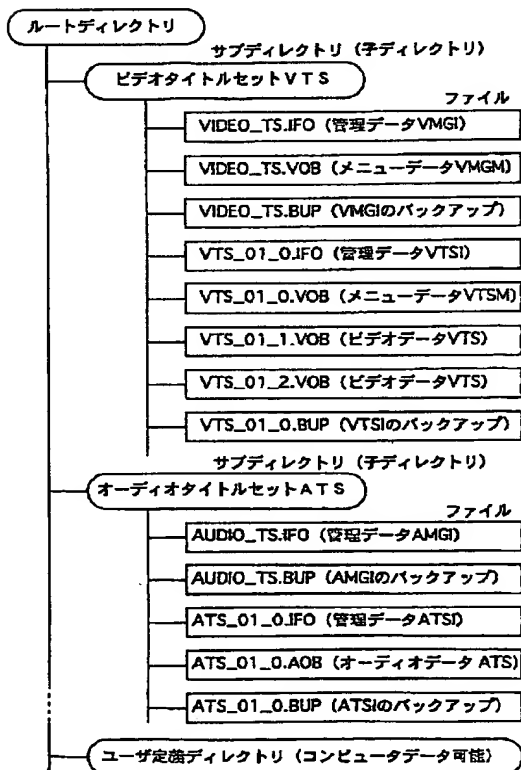 ルートディレクトリ
サブディレクトリ（子ディレクトリ）
ビデオタイトルセットＶＴＳ
ファイル
VIDEO_TS.IFO（管理データVMGI）
VIDEO_TS.VOB（メニューデータVMGM）
VIDEO_TS.BUP（VMGIのバックアップ）
VTS_01_0.IFO（管理データVTSI）
VTS_01_0.VOB（メニューデータVTSM）
VTS_01_1.VOB（ビデオデータVTS）
VTS_01_2.VOB（ビデオデータVTS）
VTS_01_0.BUP（VTSIのバックアップ）
サブディレクトリ（子ディレクトリ）
オーディオタイトルセットＡＴＳ
ファイル
AUDIO_TS.IFO（管理データAMGI）
AUDIO_TS.BUP（AMGIのバックアップ）
ATS_01_0.IFO（管理データATSI）
ATS_01_0.AOB（オーディオデータ ATS）
ATS_01_0.BUP（ATSIのバックアップ）
ユーザ定義ディレクトリ（コンピュータデータ可能）